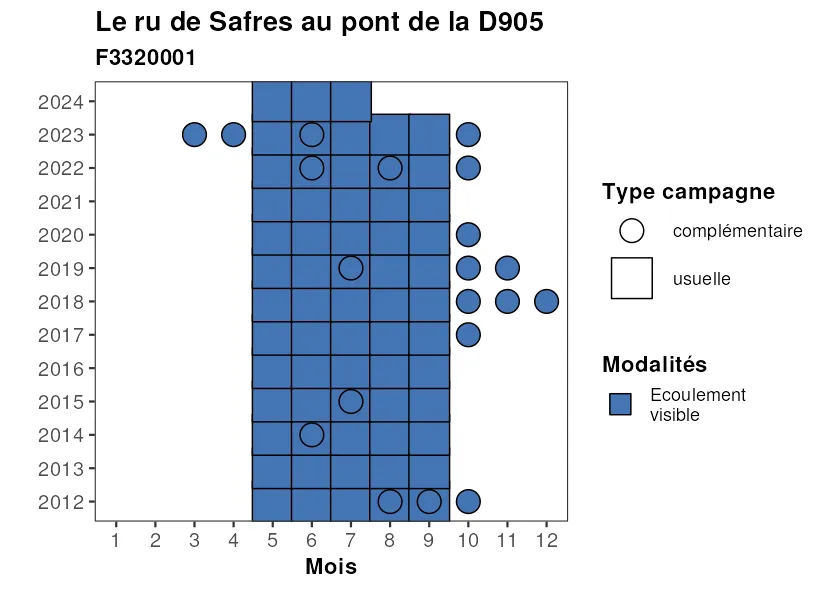 Le ru de Safres au pont de la D905
F3320001
2024
2023
2022
2021
2020
2019
2018
2017
2016
2015
2014
2013
2012
1 2 3 4 5 6 7 8 9 10 11 12
Mois
Type campagne
complémentaire
usuelle
Modalités
Ecoulement
visible